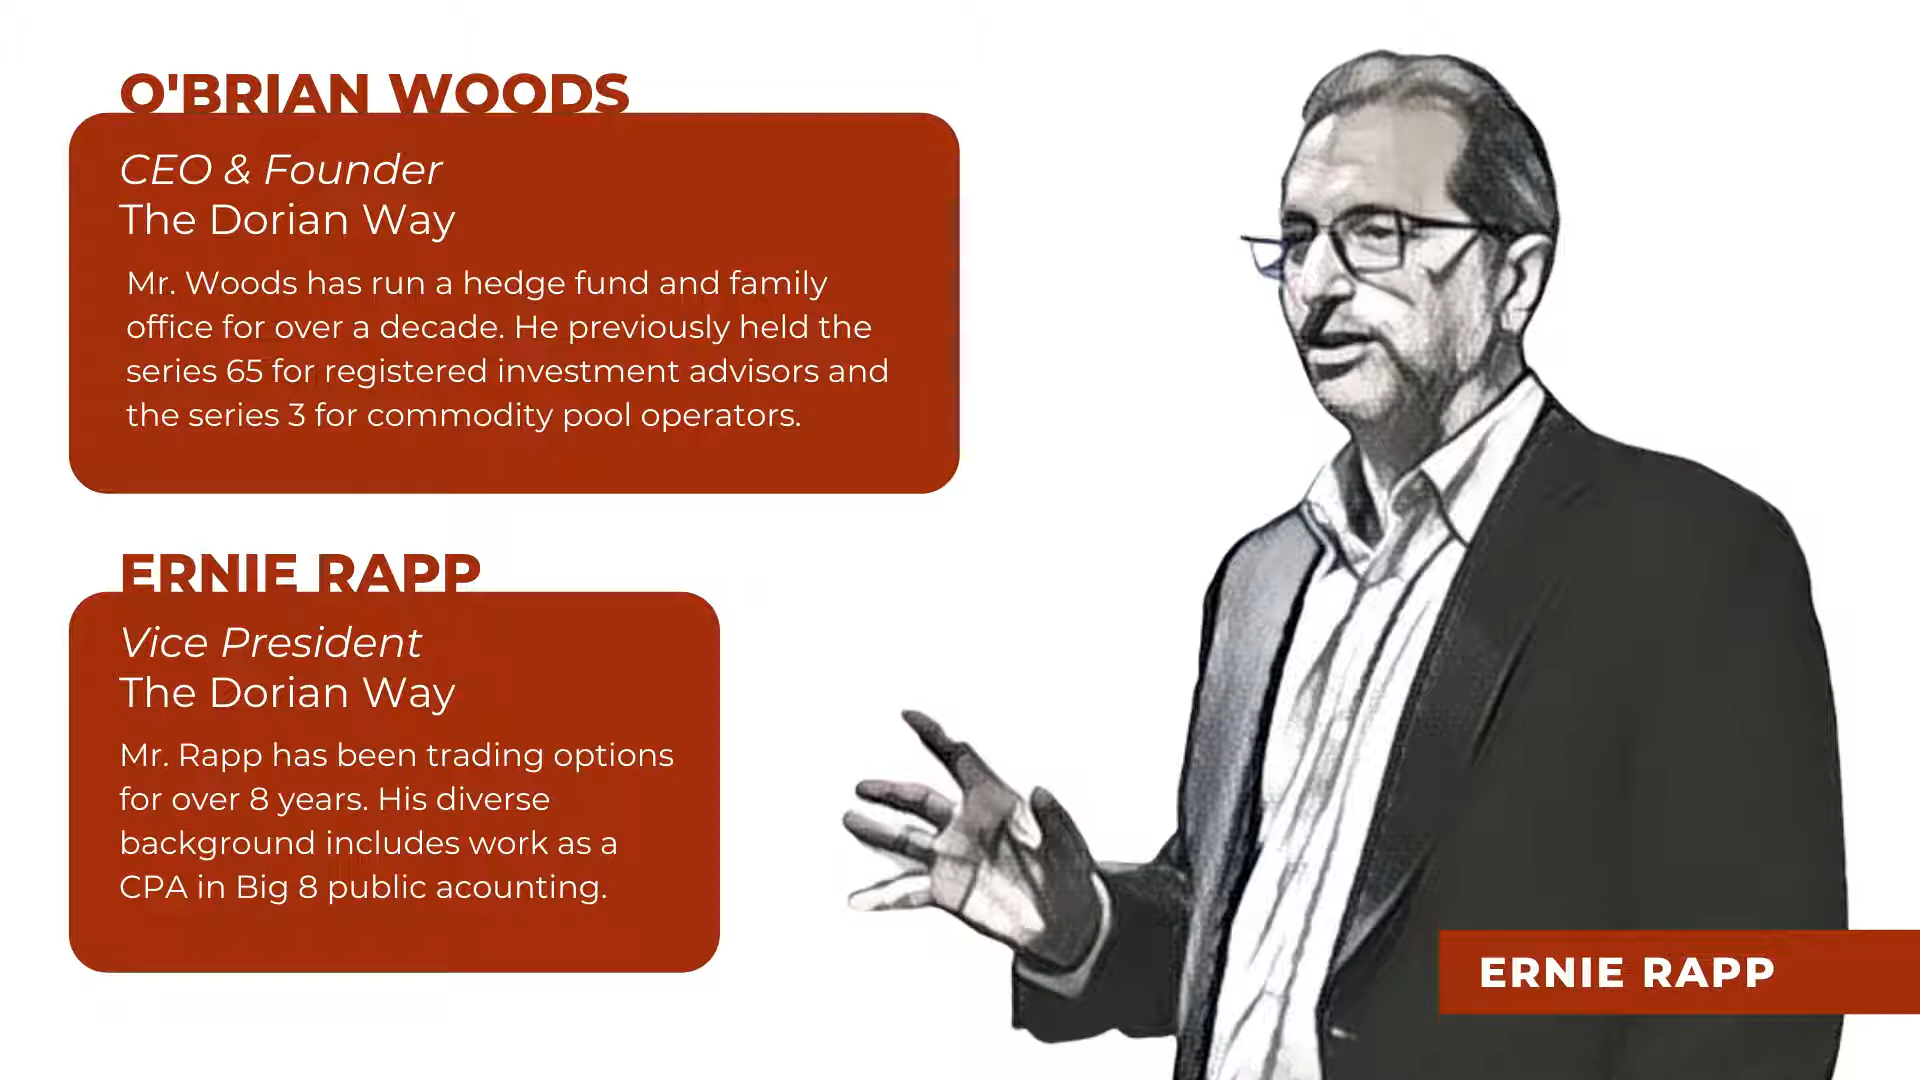 O'BRIAN WOODS
CEO & Founder
The Dorian Way
Mr. Woods has run a hedge fund and family
office for over a decade. He previously held the
series 65 for registered investment advisors and
the series 3 for commodity pool operators.
ERNIE RAPP
Vice President
The Dorian Way
Mr. Rapp has been trading options
for over 8 years. His diverse
background includes work as a
CPA in Big 8 public acounting.
ERNIE RAPP